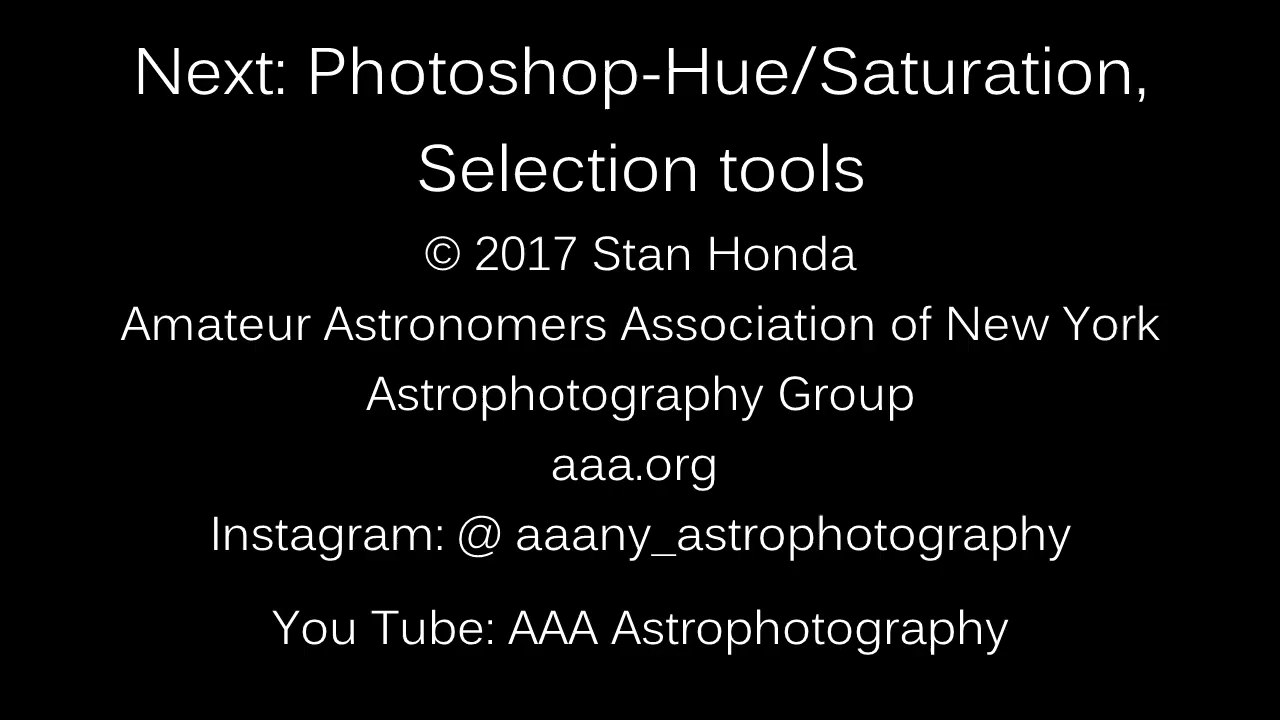 Next: Photoshop-Hue/Saturation,
Selection tools
© 2017 Stan Honda
Amateur Astronomers Association of New York
Astrophotography Group
aaa.org
Instagram: @ aaany_astrophotography
You Tube: AAA Astrophotography